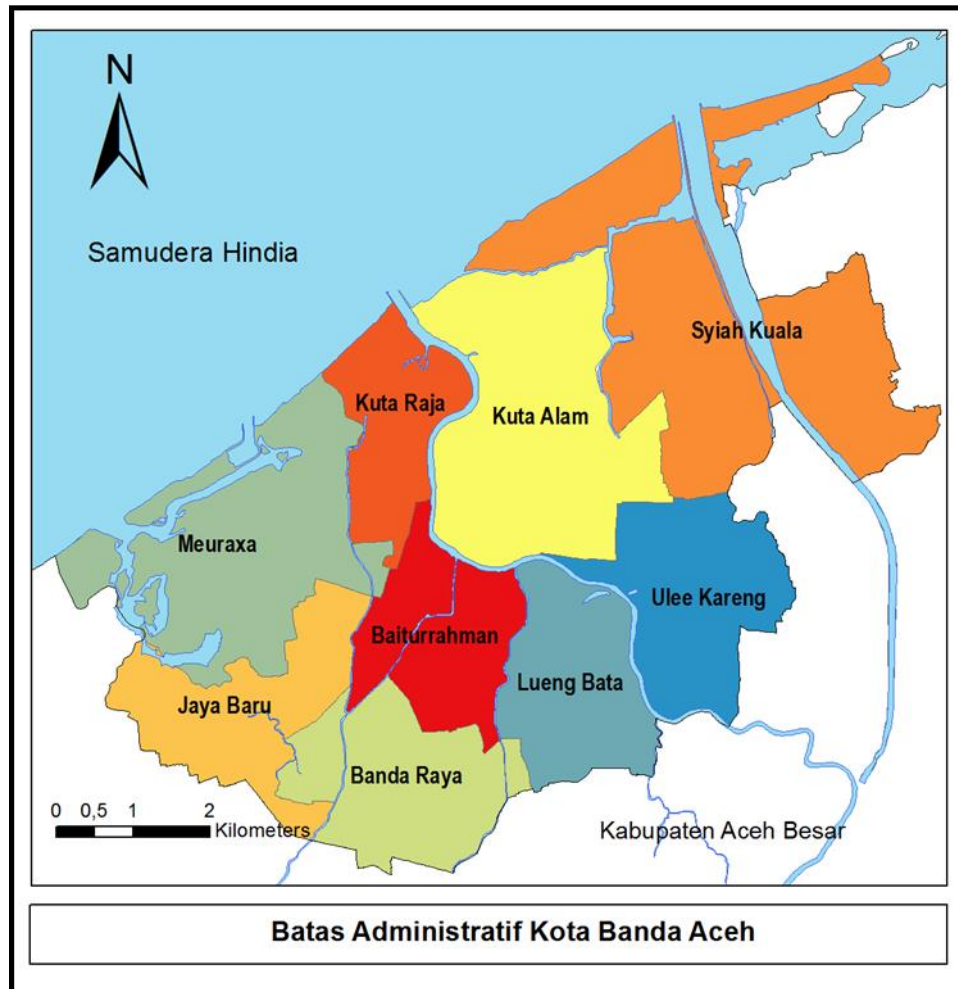 N
Samudera Hindia
Syiah Kuala
Kuta Raja
Kuta Alam
Meuraxa
Ulee Kareng
Baiturrahman
Lueng Bata
Jaya Baru
Banda Raya
0 0,5 1 2
Kilometers
Kabupaten Aceh Besar
Batas Administratif Kota Banda Aceh